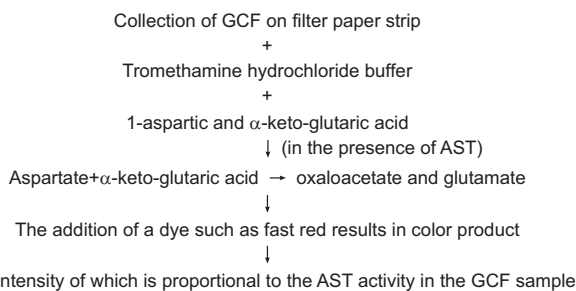 Collection of GCF on filter paper strip
+
Tromethamine hydrochloride buffer
+
1-aspartic and α-keto-glutaric acid
↓ (in the presence of AST)
Aspartate+α-keto-glutaric acid → oxaloacetate and glutamate
↓
The addition of a dye such as fast red results in color product
↓
ntensity of which is proportional to the AST activity in the GCF sample